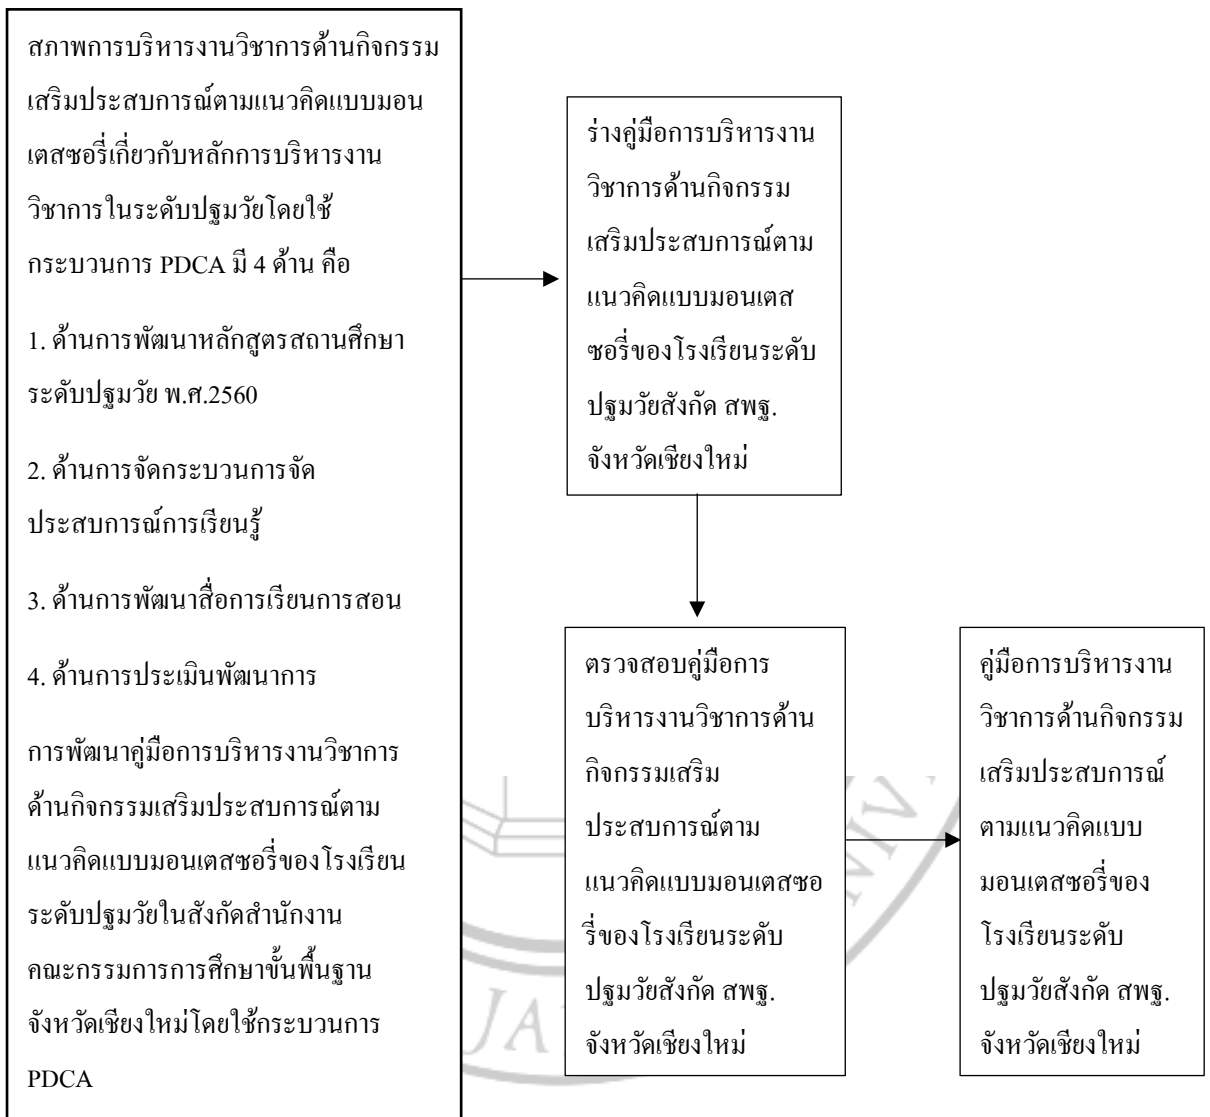 สภาพการบริหารงานวิชาการด้านกิจกรรม
เสริมประสบการณ์ตามแนวคิดแบบมอน
เตสซอรี่เกี่ยวกับหลักการบริหารงาน
วิชาการในระดับปฐมวัยโดยใช้
กระบวนการ PDCA มี 4 ด้าน คือ
1. ด้านการพัฒนาหลักสูตรสถานศึกษา
ระดับปฐมวัย พ.ศ.2560
2. ด้านการจัดกระบวนการจัด
ประสบการณ์การเรียนรู้
3. ด้านการพัฒนาสื่อการเรียนการสอน
4. ด้านการประเมินพัฒนาการ
การพัฒนาคู่มือการบริหารงานวิชาการ
ด้านกิจกรรมเสริมประสบการณ์ตาม
แนวคิดแบบมอนเตสซอรี่ของโรงเรียน
ระดับปฐมวัยในสังกัดสำนักงาน
คณะกรรมการการศึกษาขั้นพื้นฐาน
จังหวัดเชียงใหม่โดยใช้กระบวนการ
PDCA
ร่างคู่มือการบริหารงาน
วิชาการด้านกิจกรรม
เสริมประสบการณ์ตาม
แนวคิดแบบมอนเตส
ซอรี่ของโรงเรียนระดับ
ปฐมวัยสังกัด สพฐ.
จังหวัดเชียงใหม่
ตรวจสอบคู่มือการ
บริหารงานวิชาการด้าน
กิจกรรมเสริม
ประสบการณ์ตาม
แนวคิดแบบมอนเตสซอ
รี่ของโรงเรียนระดับ
ปฐมวัยสังกัด สพฐ.
จังหวัดเชียงใหม่
คู่มือการบริหารงาน
วิชาการด้านกิจกรรม
เสริมประสบการณ์
ตามแนวคิดแบบ
มอนเตสซอรี่ของ
โรงเรียนระดับ
ปฐมวัยสังกัด สพฐ.
จังหวัดเชียงใหม่